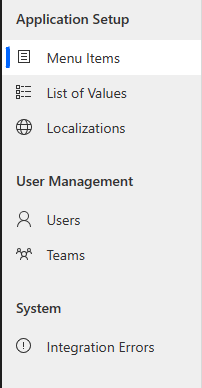 Application Setup
Menu Items
List of Values
Localizations
User Management
Users
Teams
System
Integration Errors